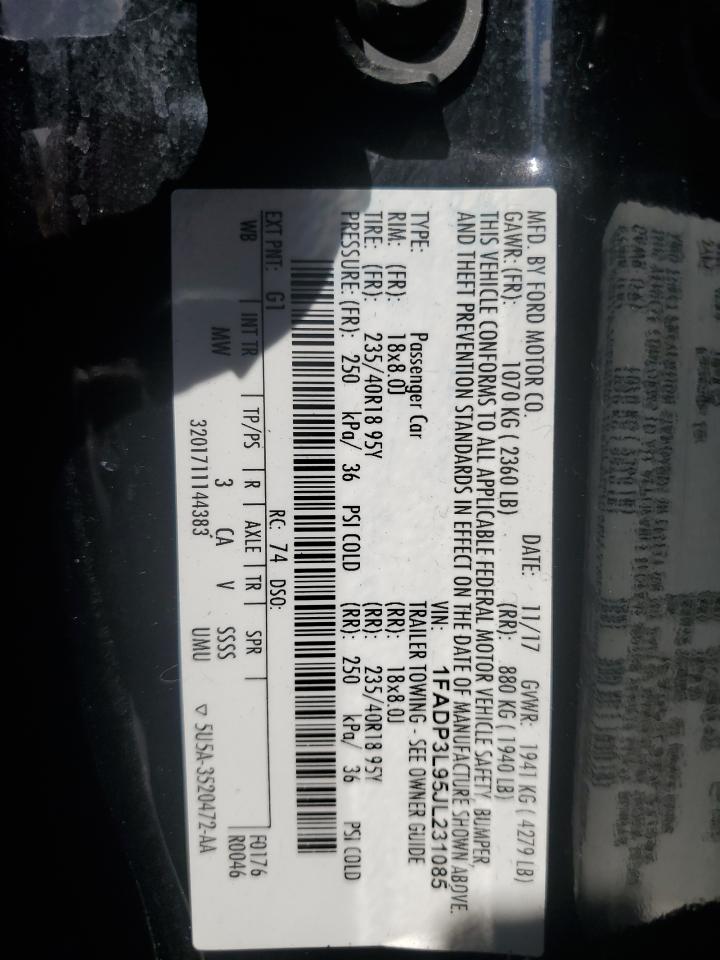 MFD. BY FORD MOTOR CO. DATE: 11/17 GVWR: 1941 KG ( 4279 LB)
GAWR: (FR): 1070 KG ( 2360 LB) (RR): 880 KG ( 1940 LB)
THIS VEHICLE CONFORMS TO ALL APPLICABLE FEDERAL MOTOR VEHICLE SAFETY, BUMPER,
AND THEFT PREVENTION STANDARDS IN EFFECT ON THE DATE OF MANUFACTURE SHOWN ABOVE.
VIN: 1FADP3L95JL231085
TYPE: Passenger Car TRAILER TOWING - SEE OWNER GUIDE
RIM: (FR): 18x8.0J (RR): 18x8.0J
TIRE: (FR): 235/40R18 95Y (RR): 235/40R18 95Y
PRESSURE: (FR): 250 kPa/ 36 PSI COLD (RR): 250 kPa/ 36 PSI COLD
EXT PNT: G1 RC: 74 DSO: F0176
WB INT TR TP/PS R AXLE TR SPR R0046
MW 3 CA V SSSS
3201711144383 UMU ▽ 5U5A-3520472-AA